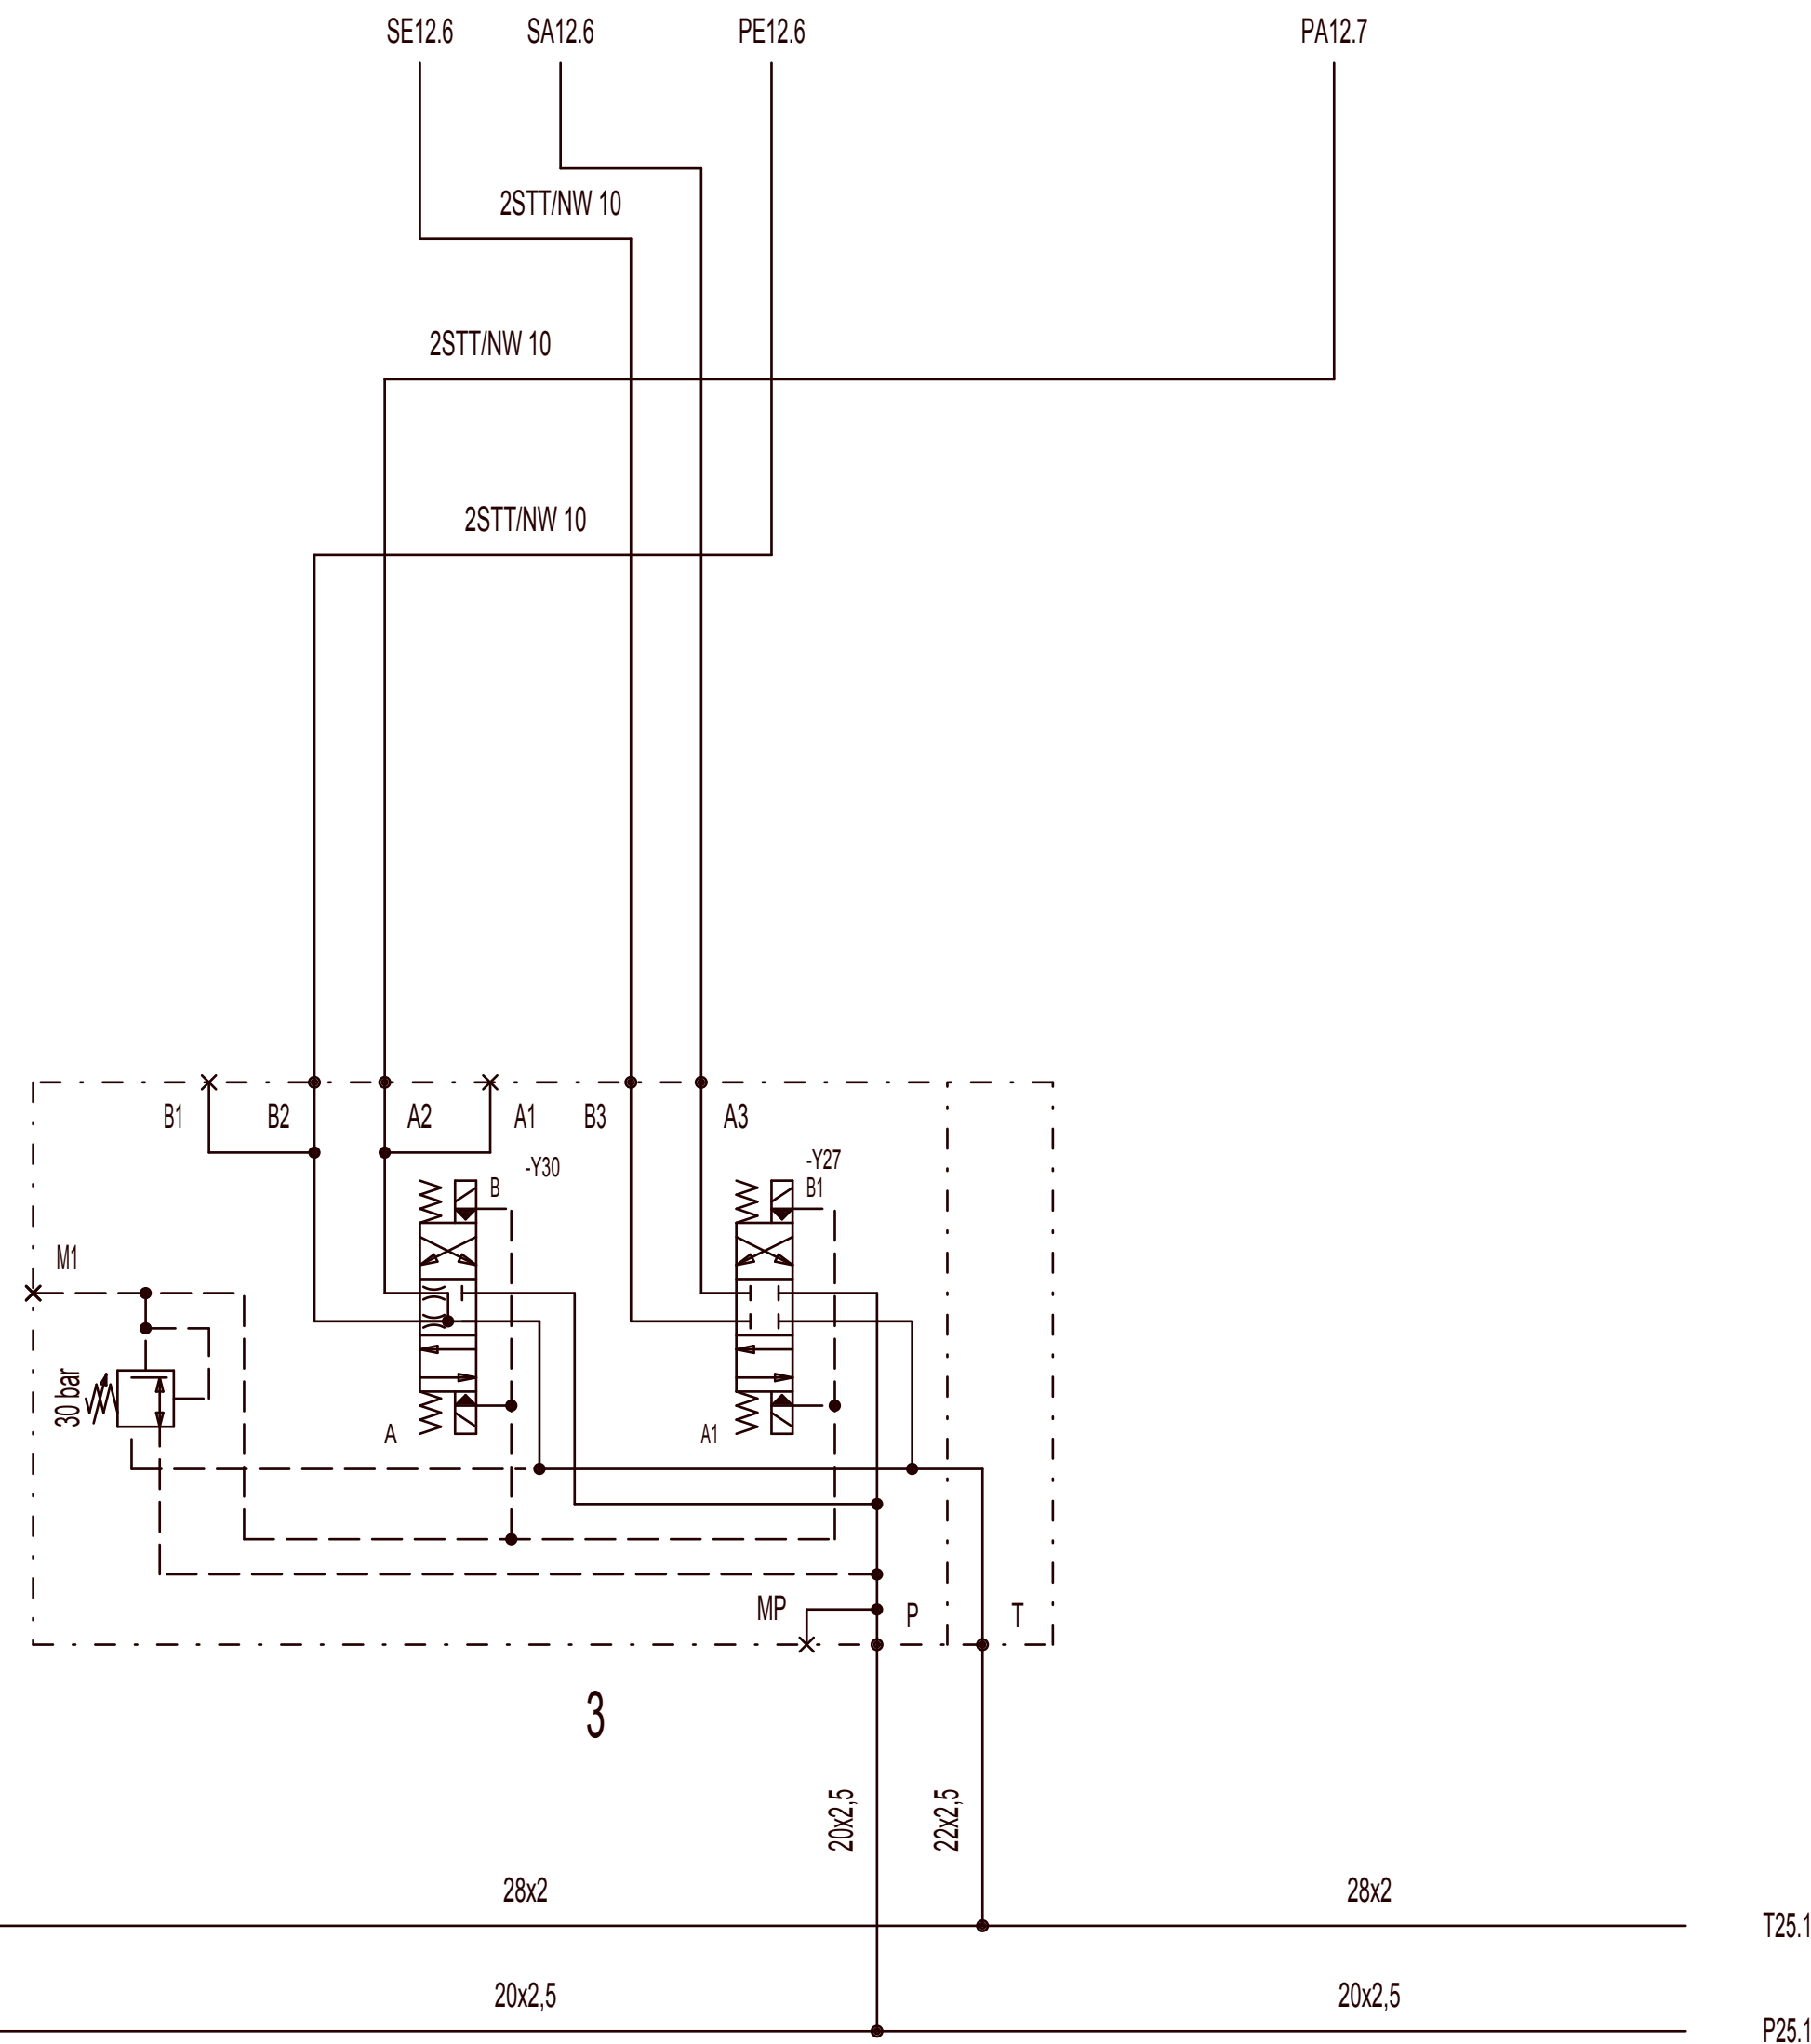 SE12.6 SA12.6 PE12.6 PA12.7
2STT/NW 10
2STT/NW 10
2STT/NW 10
B1 B2 A2 A1 B3 A3
-Y30
-Y27
B
B1
M1
30 bar
A
A1
MP P T
3
20x2,5
22x2,5
28x2
28x2
T25.1
20x2,5
20x2,5
P25.1